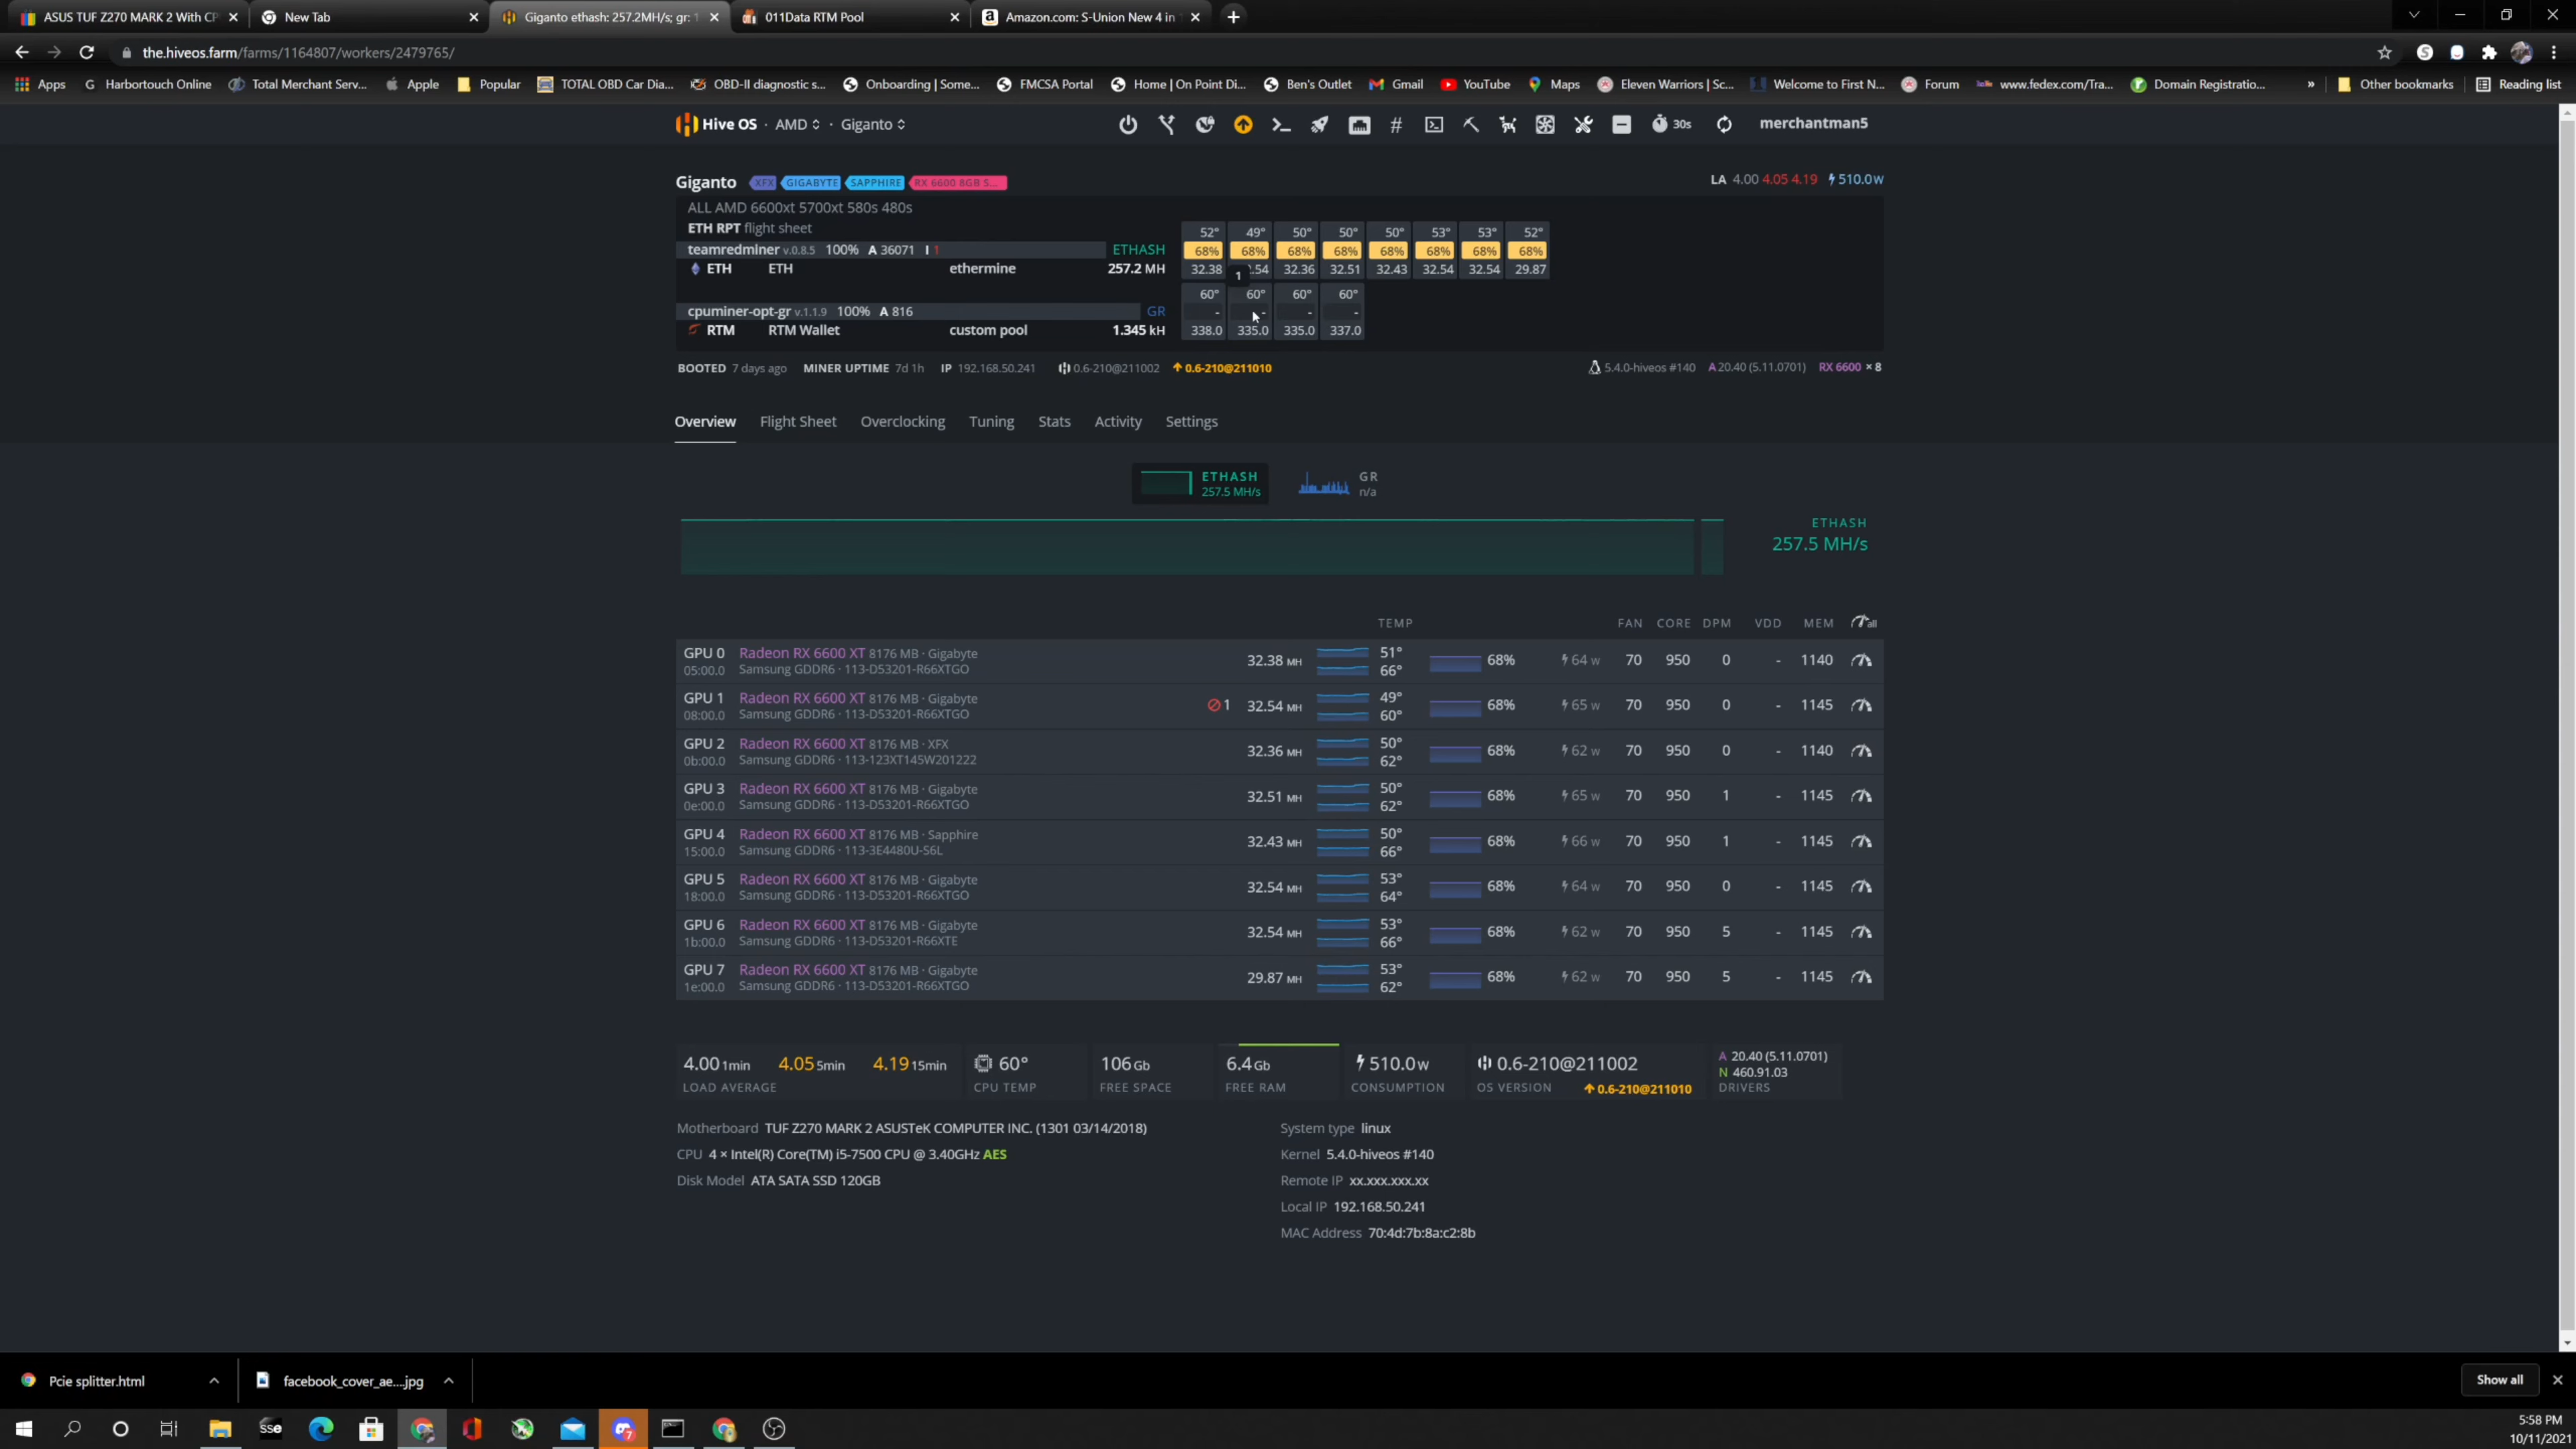 ASUS TUF Z270 MARK 2 With CP
New Tab
Giganto ethash: 257.2MH/s; gr: 1
011Data RTM Pool
Amazon.com: S-Union New 4 in 1
the.hiveos.farm/farms/1164807/workers/2479765/
Apps
Harbortouch Online
Total Merchant Serv...
Apple
Popular
TOTAL OBD Car Dia...
OBD-II diagnostic s...
Onboarding | Some...
FMCSA Portal
Home | On Point Di...
Ben's Outlet
Gmail
YouTube
Maps
Eleven Warriors | Sc...
Welcome to First N...
Forum
www.fedex.com/Tra...
Domain Registratio...
»
Other bookmarks
Reading list
Hive OS · AMD · Giganto
30s
merchantman5
Giganto XFX GIGABYTE SAPPHIRE RX 6600 8GB S...
LA 4.00 4.05 4.19 510.0W
ALL AMD 6600xt 5700xt 580s 480s
ETH RPT flight sheet
52° 49° 50° 50° 50° 53° 53° 52°
teamredminer v.0.8.5 100% A 36071 I 1 ETHASH
68% 68% 68% 68% 68% 68% 68% 68%
ETH ETH ethermine 257.2 MH
32.38 .54 32.36 32.51 32.43 32.54 32.54 29.87
1
60° 60° 60° 60°
cpuminer-opt-gr v.1.1.9 100% A 816 GR
- - - -
RTM RTM Wallet custom pool 1.345 kH
338.0 335.0 335.0 337.0
BOOTED 7 days ago MINER UPTIME 7d 1h IP 192.168.50.241 0.6-210@211002 0.6-210@211010
5.4.0-hiveos #140 A 20.40 (5.11.0701) RX 6600 × 8
Overview Flight Sheet Overclocking Tuning Stats Activity Settings
ETHASH
257.5 MH/s
GR
n/a
ETHASH
257.5 MH/s
TEMP FAN CORE DPM VDD MEM all
GPU 0 Radeon RX 6600 XT 8176 MB · Gigabyte
05:00.0 Samsung GDDR6 · 113-D53201-R66XTGO
32.38 MH 51° 66° 68% 64 W 70 950 0 - 1140
GPU 1 Radeon RX 6600 XT 8176 MB · Gigabyte
08:00.0 Samsung GDDR6 · 113-D53201-R66XTGO
1 32.54 MH 49° 60° 68% 65 W 70 950 0 - 1145
GPU 2 Radeon RX 6600 XT 8176 MB · XFX
0b:00.0 Samsung GDDR6 · 113-123XT145W201222
32.36 MH 50° 62° 68% 62 W 70 950 0 - 1140
GPU 3 Radeon RX 6600 XT 8176 MB · Gigabyte
0e:00.0 Samsung GDDR6 · 113-D53201-R66XTGO
32.51 MH 50° 62° 68% 65 W 70 950 1 - 1145
GPU 4 Radeon RX 6600 XT 8176 MB · Sapphire
15:00.0 Samsung GDDR6 · 113-3E4480U-S6L
32.43 MH 50° 66° 68% 66 W 70 950 1 - 1145
GPU 5 Radeon RX 6600 XT 8176 MB · Gigabyte
18:00.0 Samsung GDDR6 · 113-D53201-R66XTGO
32.54 MH 53° 64° 68% 64 W 70 950 0 - 1145
GPU 6 Radeon RX 6600 XT 8176 MB · Gigabyte
1b:00.0 Samsung GDDR6 · 113-D53201-R66XTE
32.54 MH 53° 66° 68% 62 W 70 950 5 - 1145
GPU 7 Radeon RX 6600 XT 8176 MB · Gigabyte
1e:00.0 Samsung GDDR6 · 113-D53201-R66XTGO
29.87 MH 53° 62° 68% 62 W 70 950 5 - 1145
4.00 1min 4.05 5min 4.19 15min
LOAD AVERAGE
60°
CPU TEMP
106 Gb
FREE SPACE
6.4 Gb
FREE RAM
510.0 W
CONSUMPTION
0.6-210@211002
OS VERSION 0.6-210@211010
A 20.40 (5.11.0701)
N 460.91.03
DRIVERS
Motherboard TUF Z270 MARK 2 ASUSTeK COMPUTER INC. (1301 03/14/2018)
CPU 4 × Intel(R) Core(TM) i5-7500 CPU @ 3.40GHz AES
Disk Model ATA SATA SSD 120GB
System type linux
Kernel 5.4.0-hiveos #140
Remote IP xx.xxx.xxx.xx
Local IP 192.168.50.241
MAC Address 70:4d:7b:8a:c2:8b
Pcie splitter.html
facebook_cover_ae....jpg
Show all
SSE
7
5:58 PM
10/11/2021